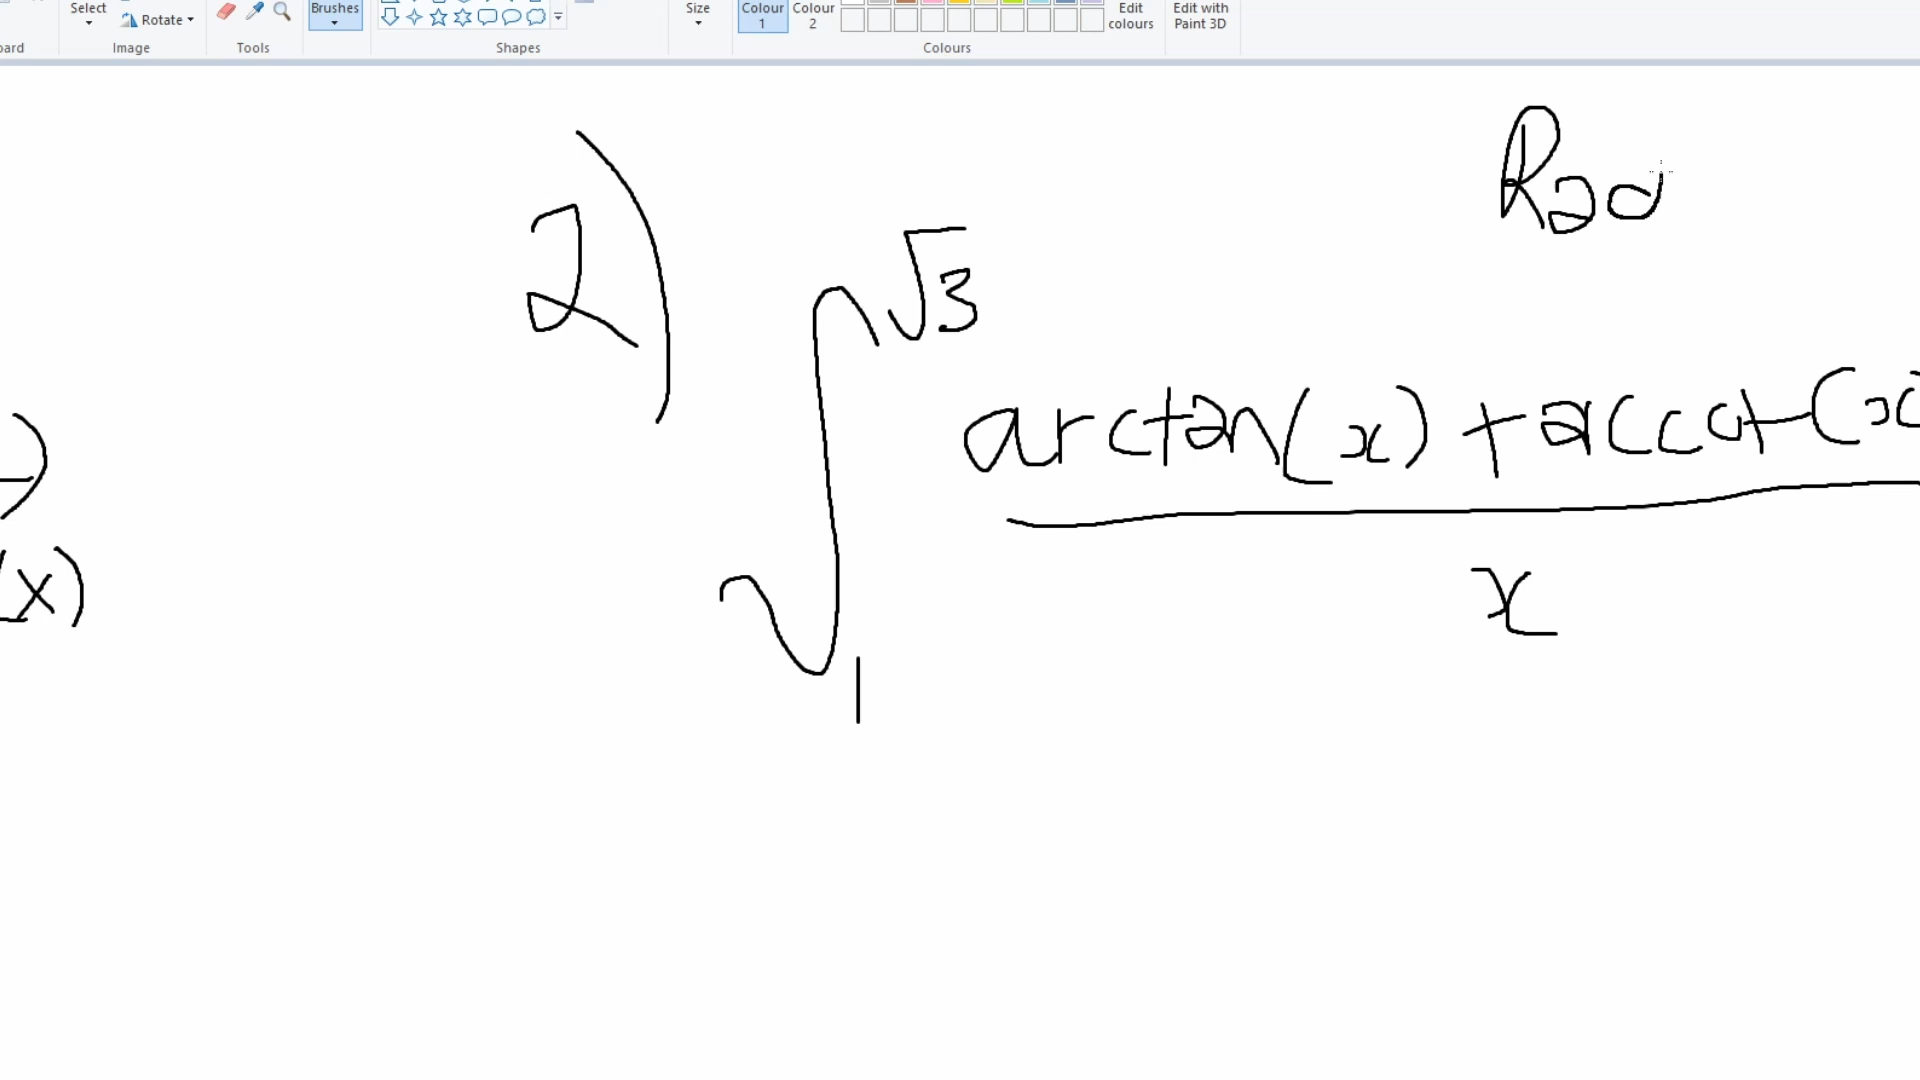 Select
Rotate
Brushes
Size
Colour 1
Colour 2
Edit colours
Edit with Paint 3D
ard
Image
Tools
Shapes
Colours
Rad
2)
∫ √3
arctan(x) + arccot(x
)
x
(x)
1